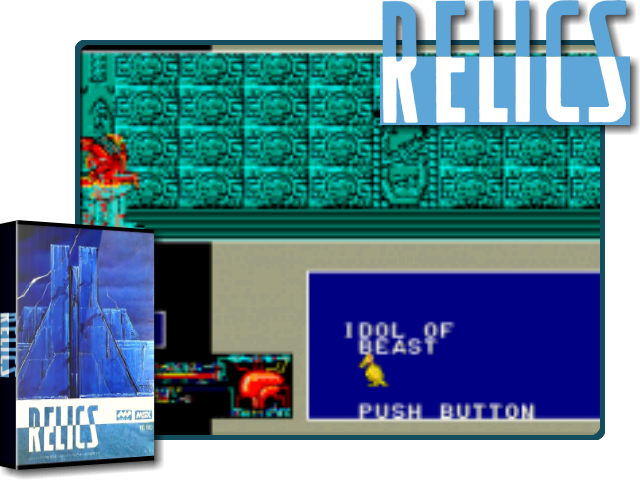 RELICS
IDOL OF
BEAST
PUSH BUTTON
RELICS
MSX
RELICS